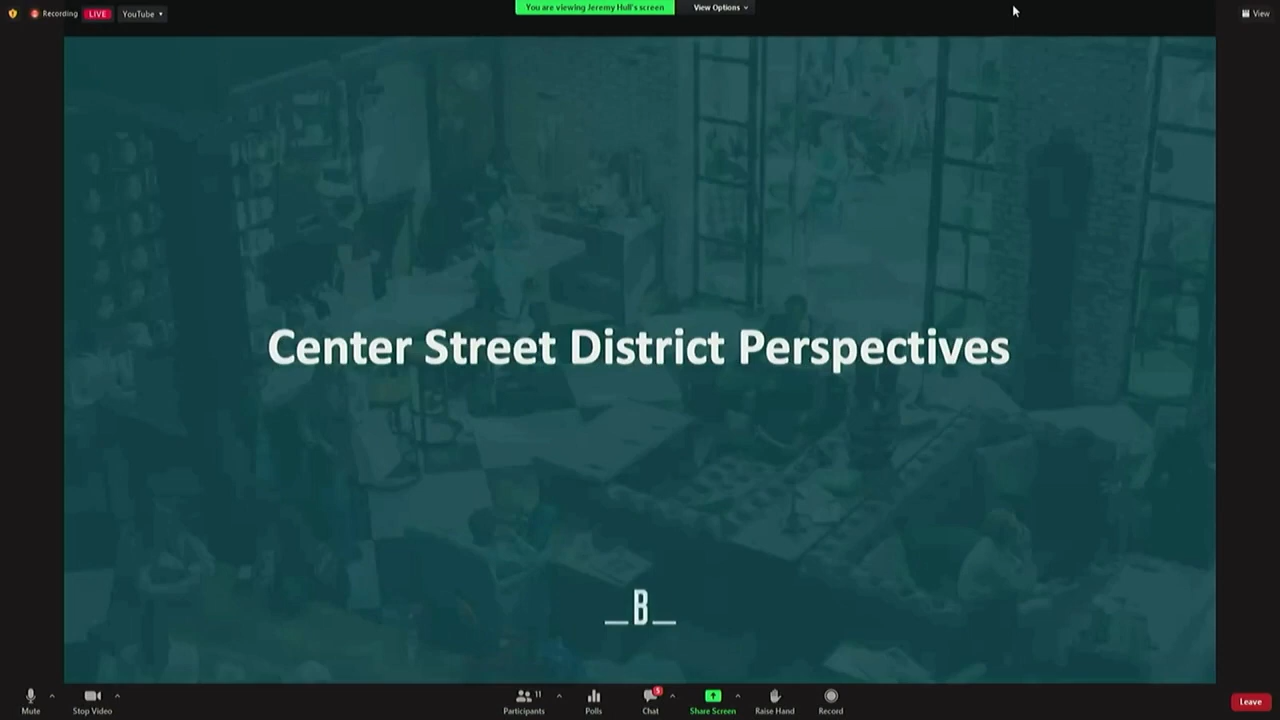 Recording
LIVE
YouTube
You are viewing Jeremy Hull's screen
View Options
View
Center Street District Perspectives
_B_
Mute
Stop Video
Participants
11
Polls
Chat
5
Share Screen
Raise Hand
Record
Leave